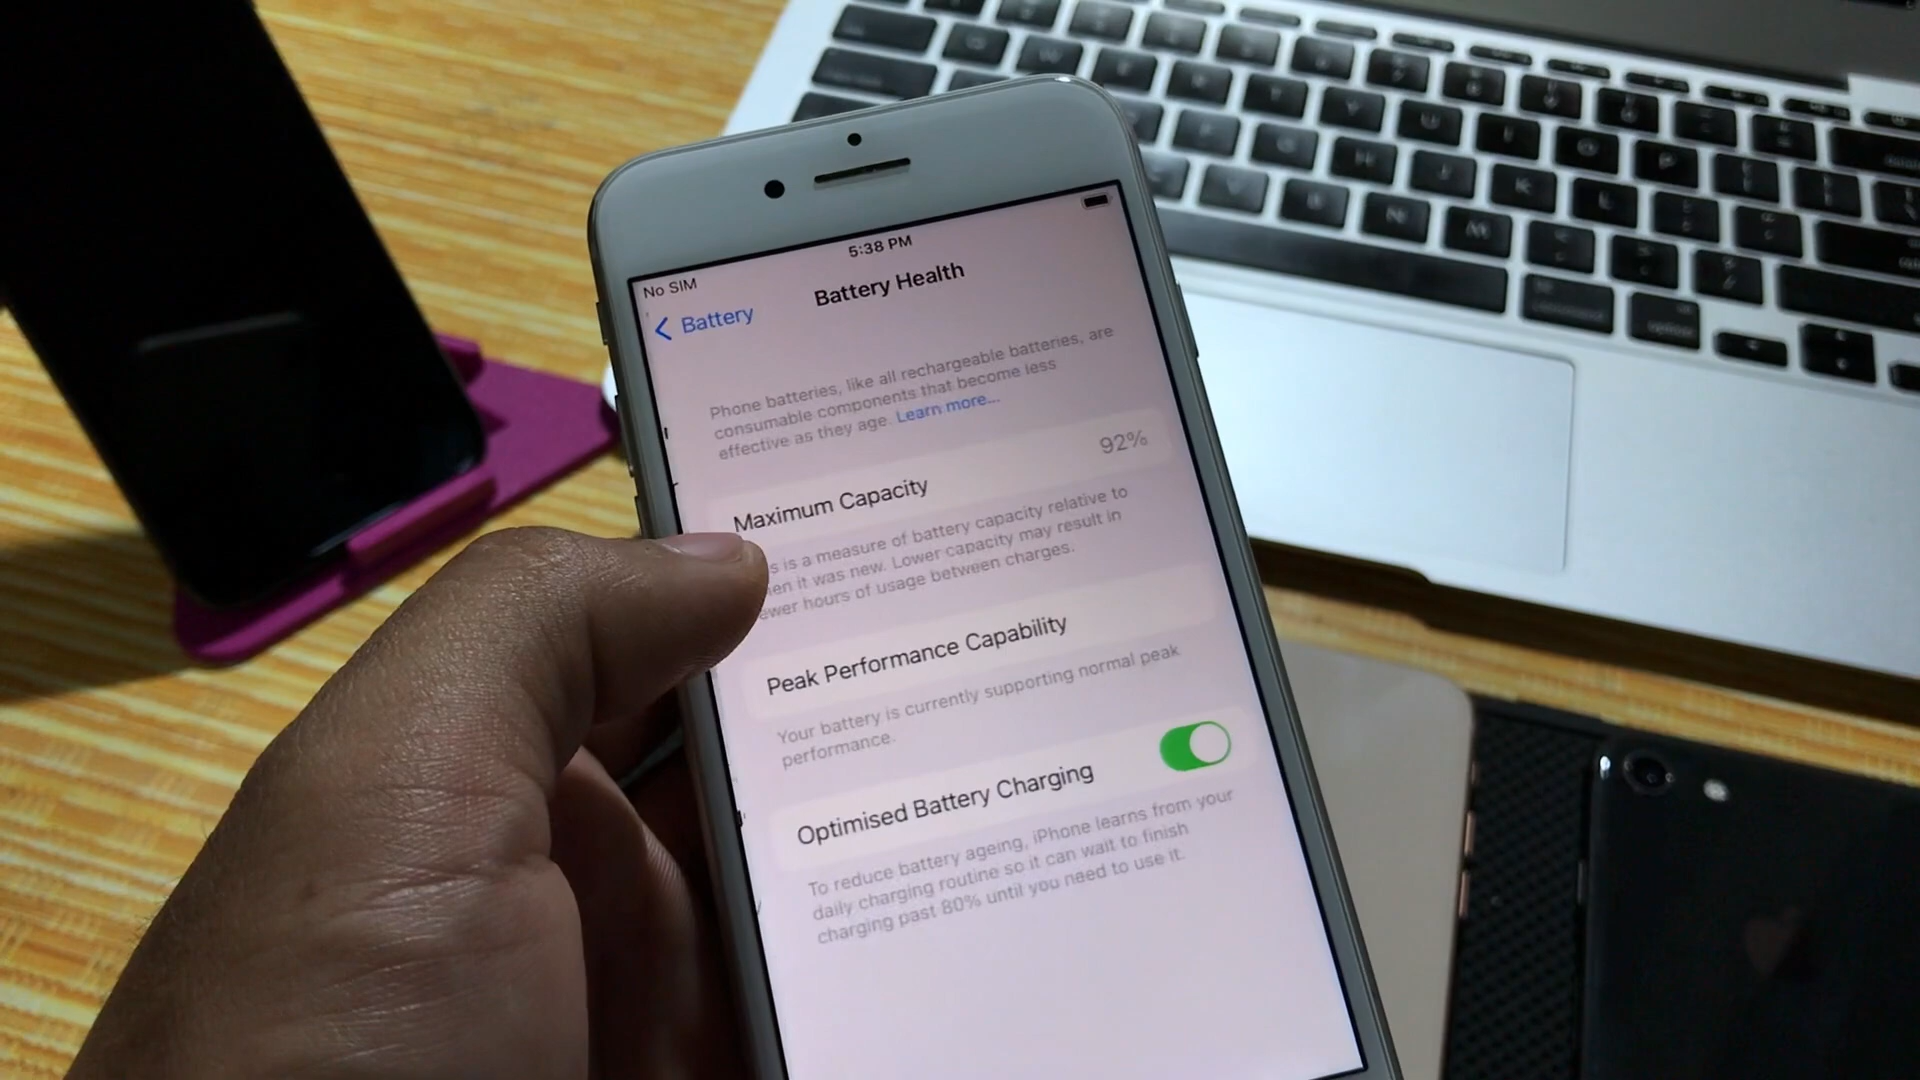 5:38 PM
No SIM
Battery Health
Battery
Phone batteries, like all rechargeable batteries, are
consumable components that become less
effective as they age. Learn more...
92%
Maximum Capacity
s is a measure of battery capacity relative to
en it was new. Lower capacity may result in
ewer hours of usage between charges.
Peak Performance Capability
Your battery is currently supporting normal peak
performance.
Optimised Battery Charging
To reduce battery ageing, iPhone learns from your
daily charging routine so it can wait to finish
charging past 80% until you need to use it.
Q W E R T Y U I O P
F G H J K L
V B N M